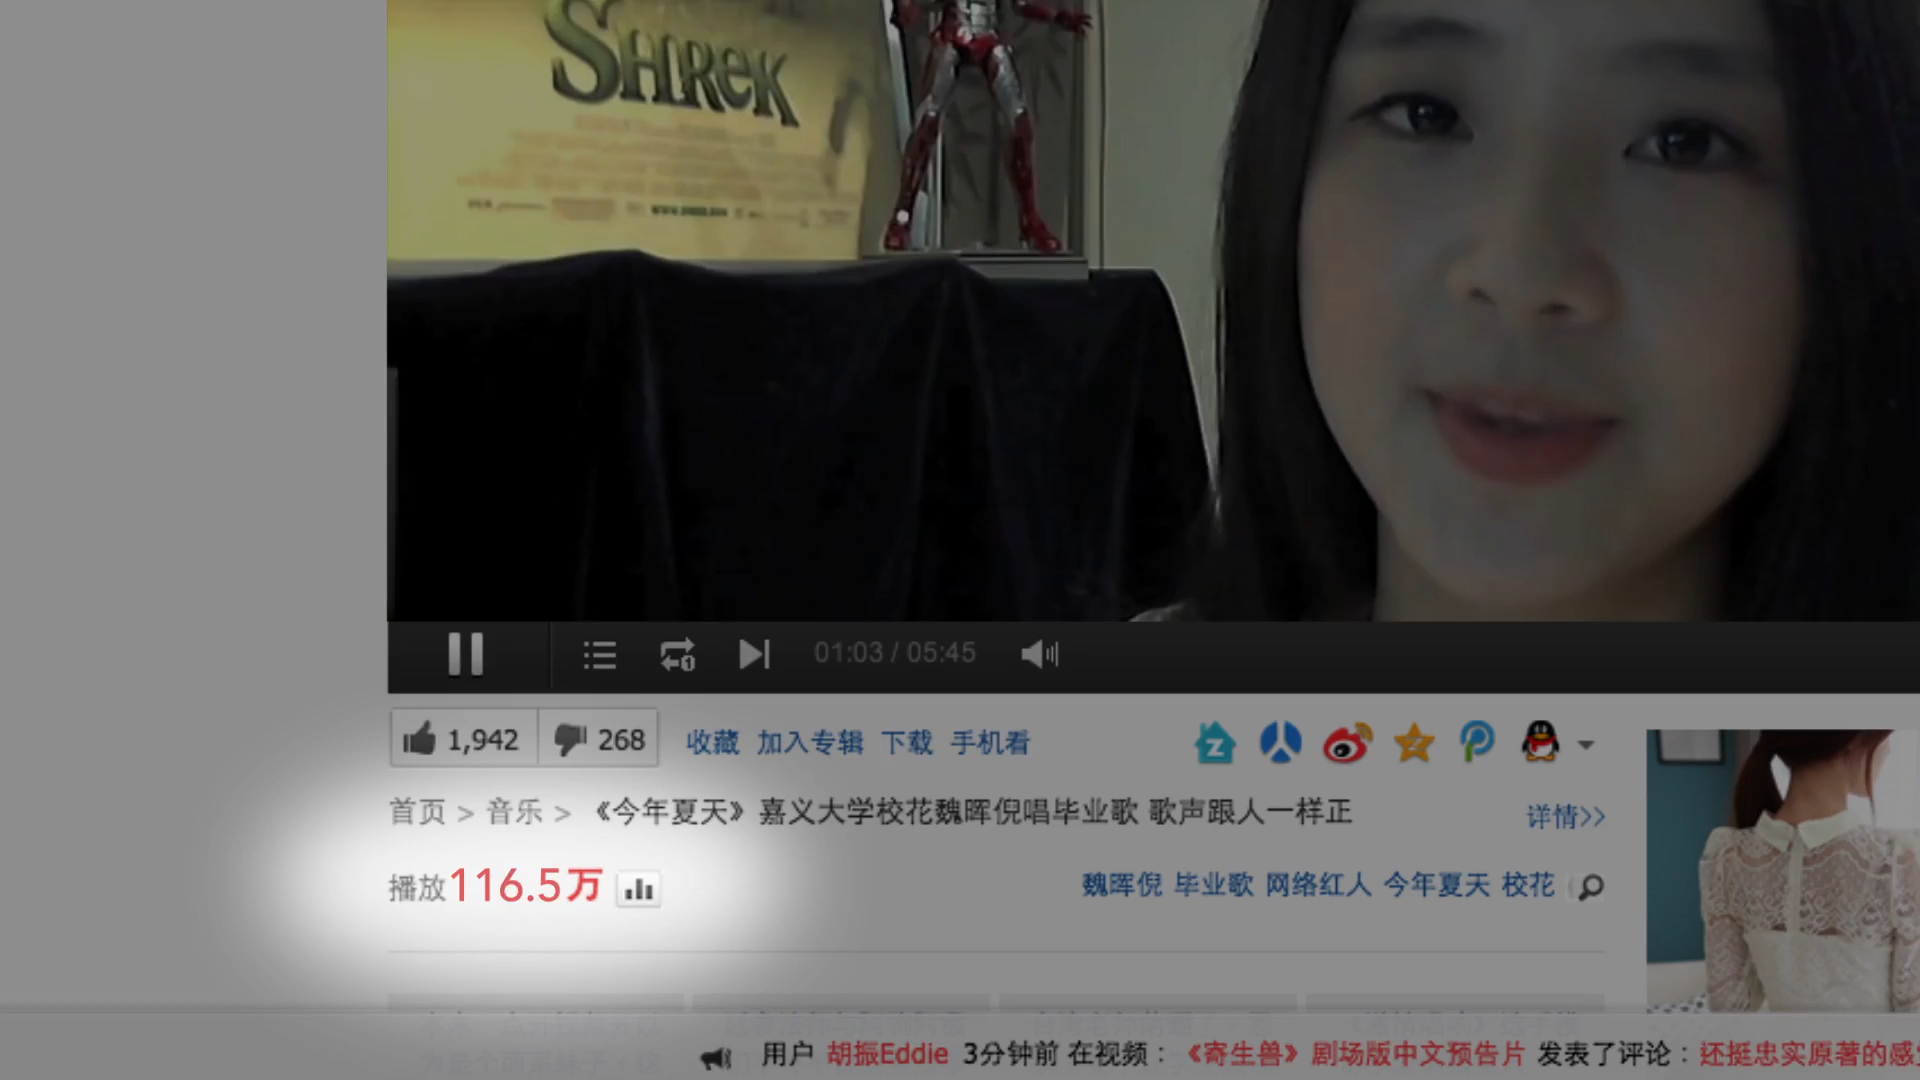 SHREK
01:03 / 05:45
1,942 268 收藏 加入专辑 下载 手机看
首页 > 音乐 > 《今年夏天》嘉义大学校花魏晖倪唱毕业歌 歌声跟人一样正 详情>>
播放116.5万 魏晖倪 毕业歌 网络红人 今年夏天 校花
用户 胡振Eddie 3分钟前 在视频：《寄生兽》剧场版中文预告片 发表了评论：还挺忠实原著的感